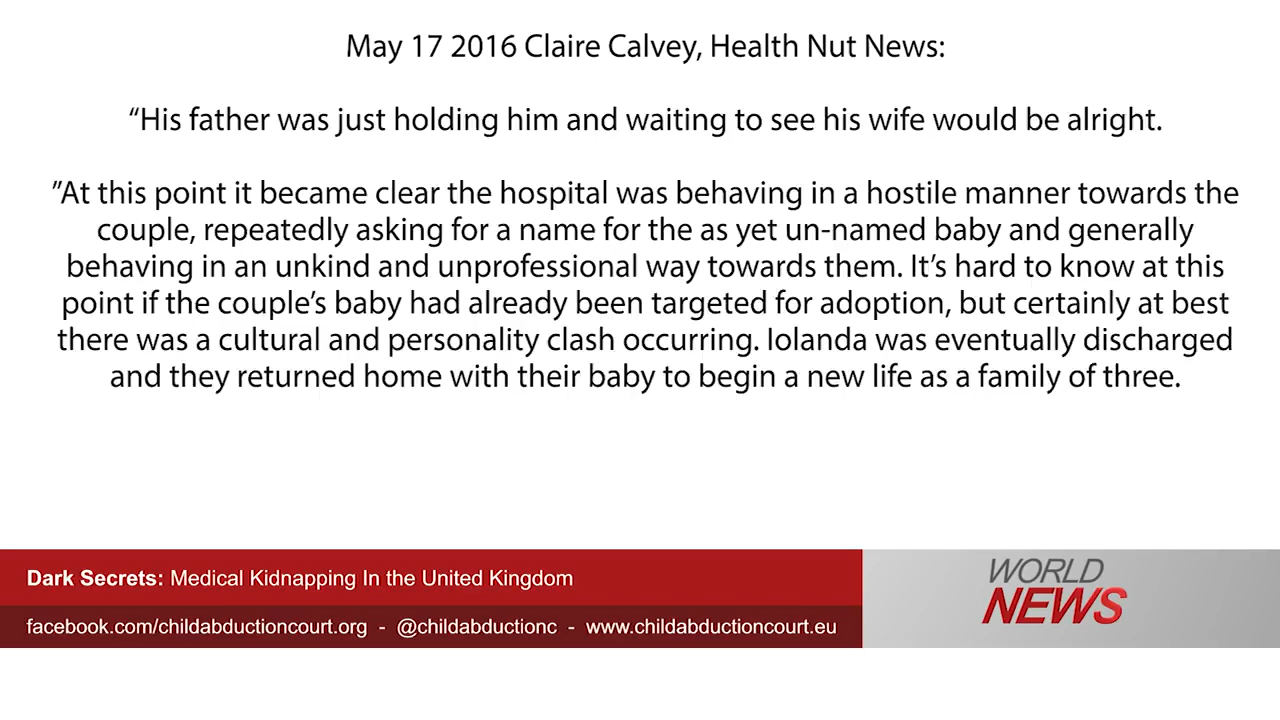 May 17 2016 Claire Calvey, Health Nut News:
“His father was just holding him and waiting to see his wife would be alright.
”At this point it became clear the hospital was behaving in a hostile manner towards the
couple, repeatedly asking for a name for the as yet un-named baby and generally
behaving in an unkind and unprofessional way towards them. It’s hard to know at this
point if the couple’s baby had already been targeted for adoption, but certainly at best
there was a cultural and personality clash occurring. Iolanda was eventually discharged
and they returned home with their baby to begin a new life as a family of three.
Dark Secrets: Medical Kidnapping In the United Kingdom
facebook.com/childabductioncourt.org - @childabductionc - www.childabductioncourt.eu
WORLD
NEWS